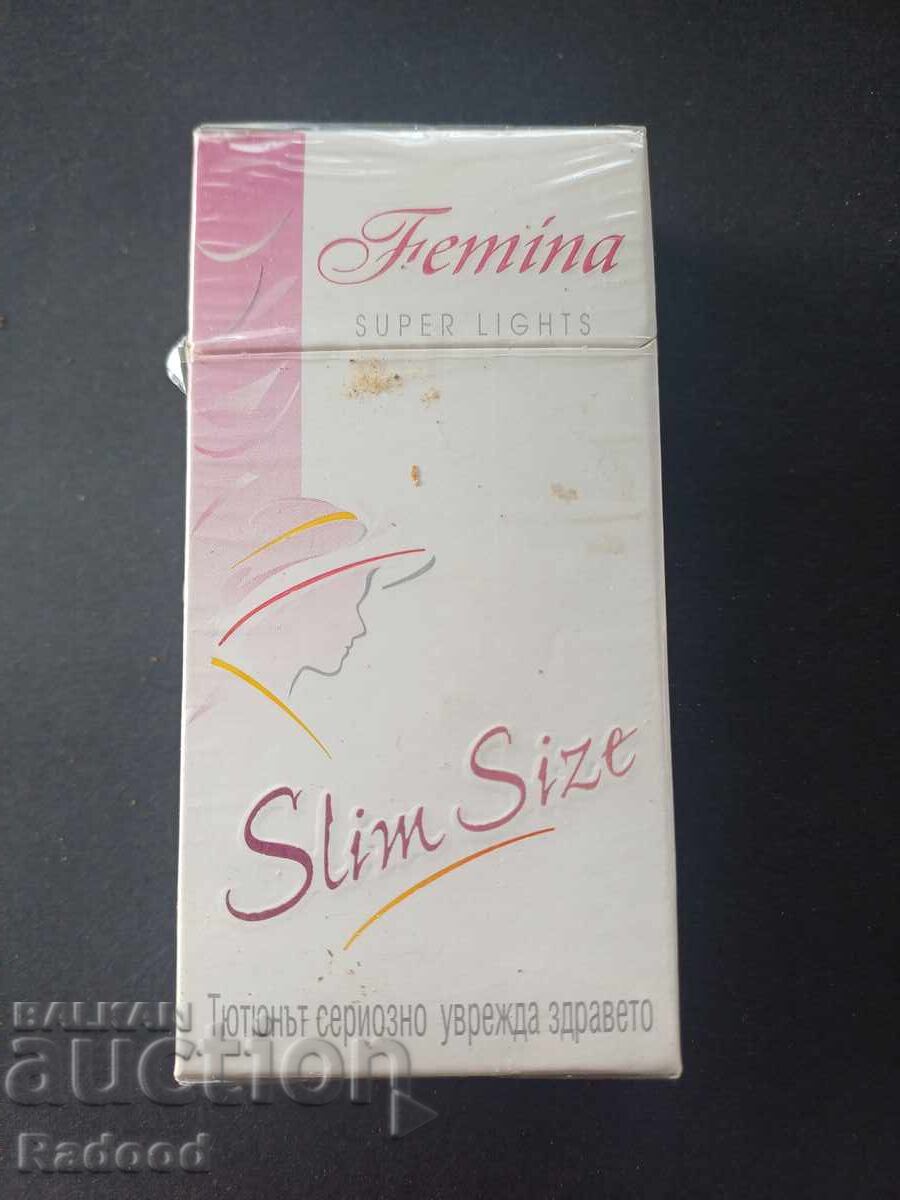 Femina
SUPER LIGHTS
Slim Size
Тютюнът сериозно уврежда здравето
BALKAN
auction
Radood